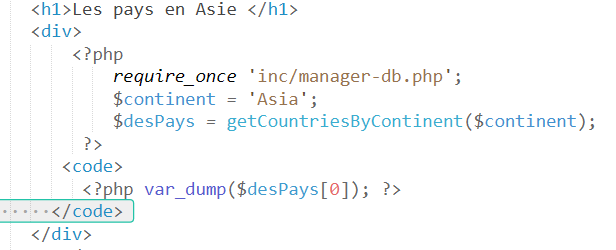 <h1>Les pays en Asie </h1>
<div>
<?php
require_once 'inc/manager-db.php';
$continent = 'Asia';
$desPays = getCountriesByContinent($continent);
?>
<code>
<?php var_dump($desPays[0]); ?>
</code>
</div>